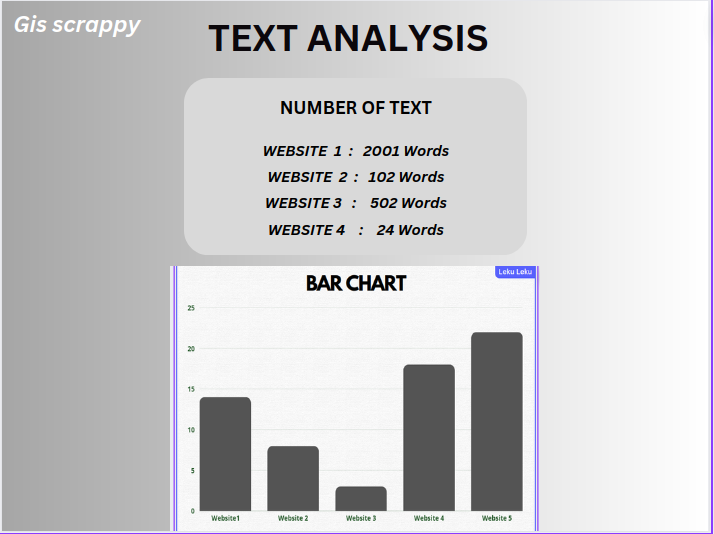 Gis scrappy
TEXT ANALYSIS
NUMBER OF TEXT
WEBSITE 1 : 2001 Words
WEBSITE 2 : 102 Words
WEBSITE 3 : 502 Words
WEBSITE 4 : 24 Words
Leku Leku
BAR CHART
25
20
15
10
5
0
Website1 Website 2 Website 3 Website 4 Website 5